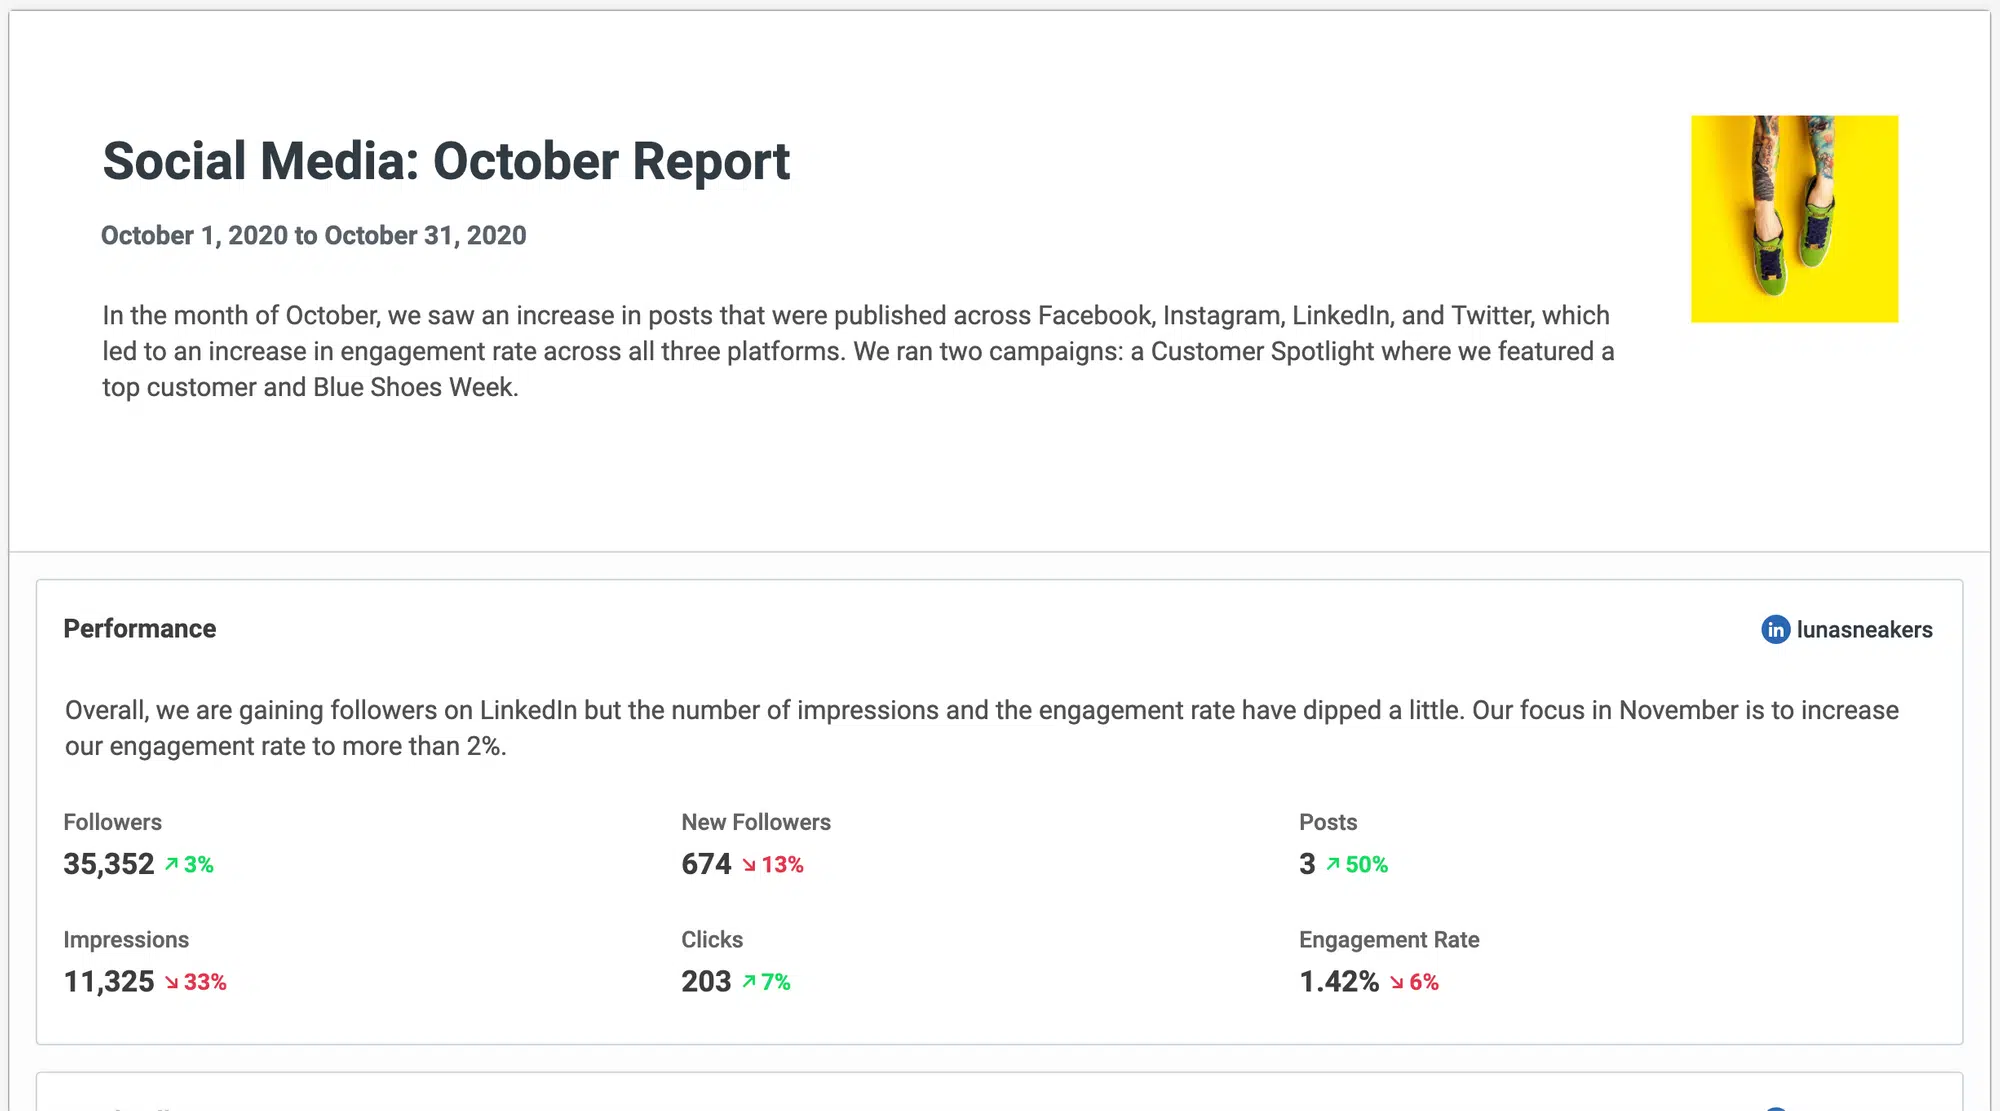 Social Media: October Report
October 1, 2020 to October 31, 2020
In the month of October, we saw an increase in posts that were published across Facebook, Instagram, LinkedIn, and Twitter, which
led to an increase in engagement rate across all three platforms. We ran two campaigns: a Customer Spotlight where we featured a
top customer and Blue Shoes Week.
Performance
in lunasneakers
Overall, we are gaining followers on LinkedIn but the number of impressions and the engagement rate have dipped a little. Our focus in November is to increase
our engagement rate to more than 2%.
Followers
35,352 ↗ 3%
New Followers
674 ↘ 13%
Posts
3 ↗ 50%
Impressions
11,325 ↘ 33%
Clicks
203 ↗ 7%
Engagement Rate
1.42% ↘ 6%